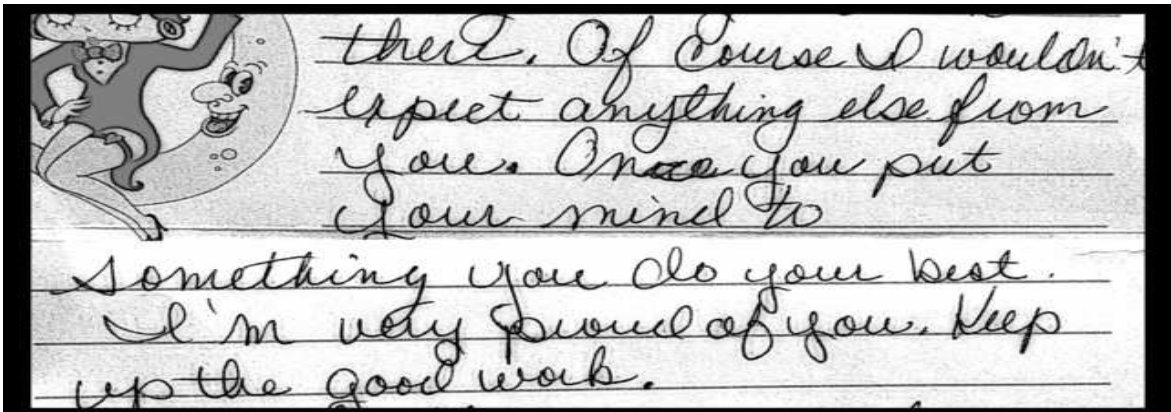 there. Of course I wouldn't
expect anything else from
you. Once you put
your mind to
something you do your best.
I'm very proud of you. Keep
up the good work.